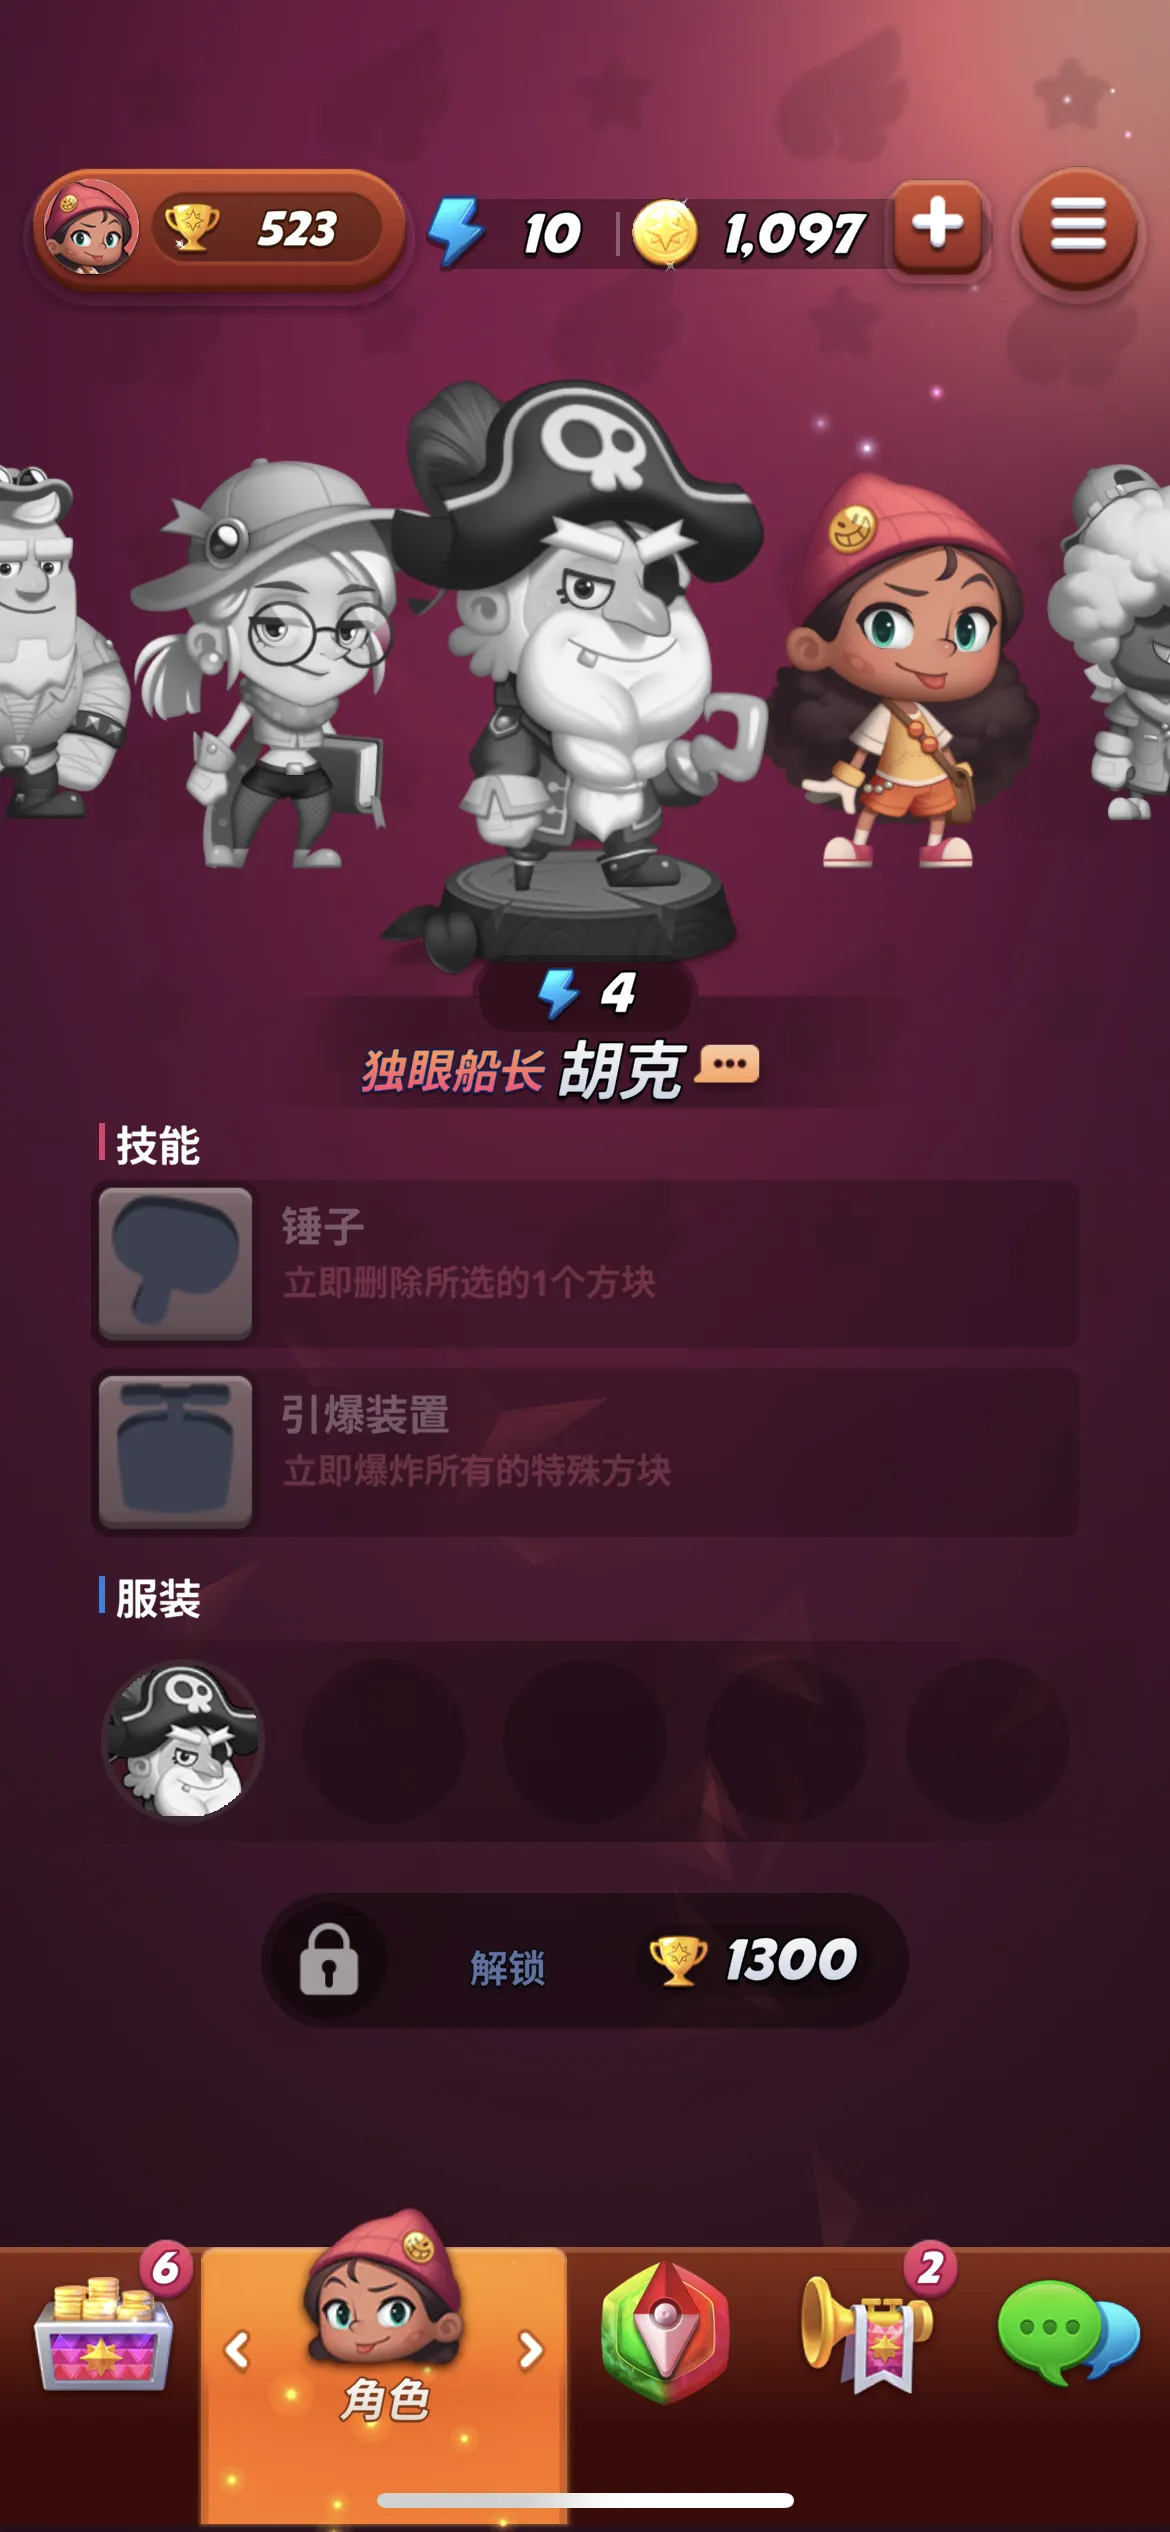 523
10
1,097
4
独眼船长 胡克
技能
锤子
立即删除所选的1个方块
引爆装置
立即爆炸所有的特殊方块
服装
解锁 1300
6
2
角色